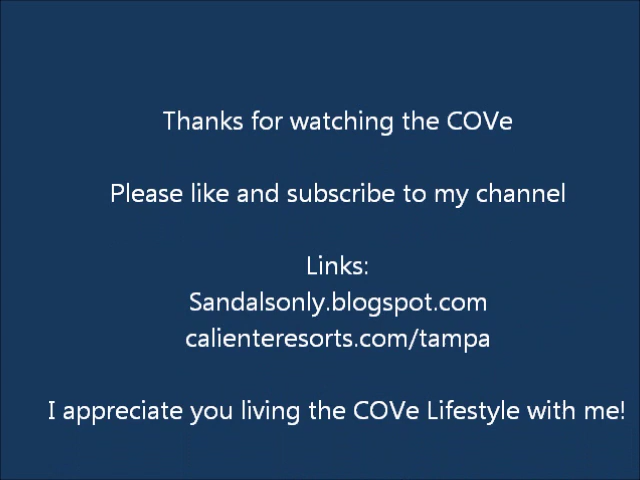 Thanks for watching the COVe
Please like and subscribe to my channel
Links:
Sandalsonly.blogspot.com
calienteresorts.com/tampa
I appreciate you living the COVe Lifestyle with me!